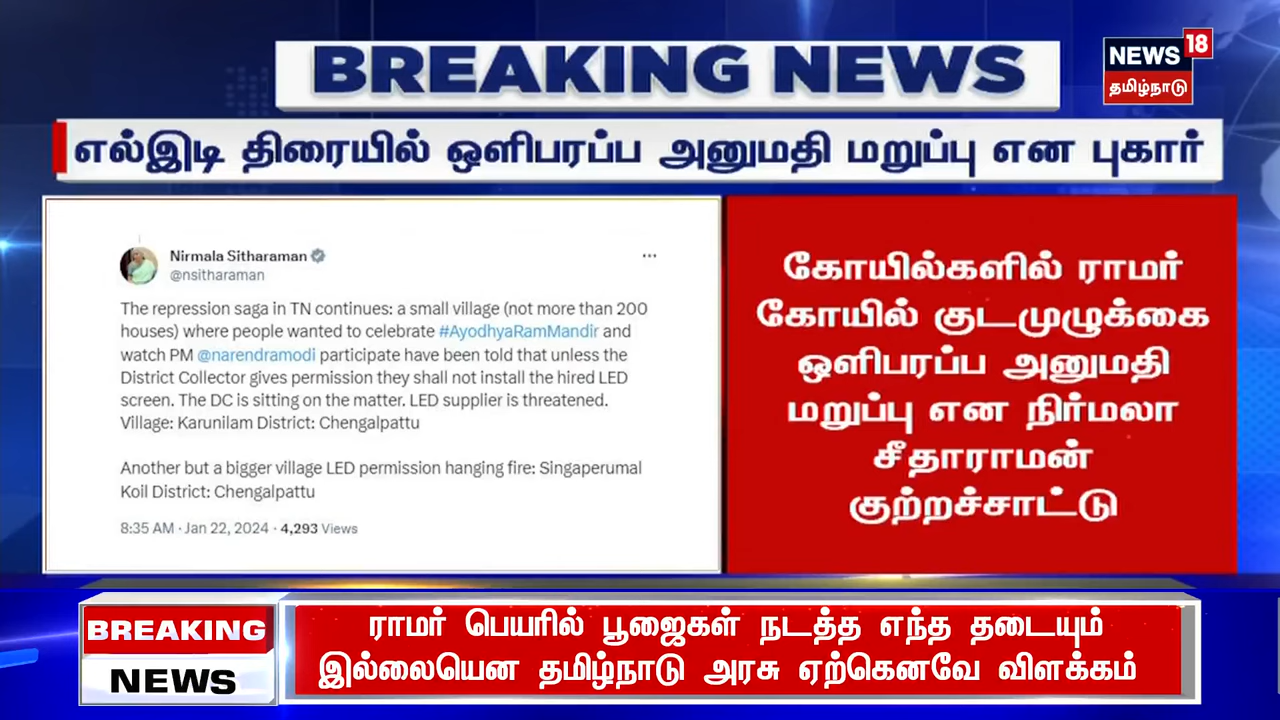 BREAKING NEWS
NEWS 18
தமிழ்நாடு
எல்இடி திரையில் ஒளிபரப்ப அனுமதி மறுப்பு என புகார்
Nirmala Sitharaman
@nsitharaman
The repression saga in TN continues: a small village (not more than 200
houses) where people wanted to celebrate #AyodhyaRamMandir and
watch PM @narendramodi participate have been told that unless the
District Collector gives permission they shall not install the hired LED
screen. The DC is sitting on the matter. LED supplier is threatened.
Village: Karunilam District: Chengalpattu
Another but a bigger village LED permission hanging fire: Singaperumal
Koil District: Chengalpattu
8:35 AM · Jan 22, 2024 · 4,293 Views
கோயில்களில் ராமர்
கோயில் குடமுழுக்கை
ஒளிபரப்ப அனுமதி
மறுப்பு என நிர்மலா
சீதாராமன்
குற்றச்சாட்டு
BREAKING
NEWS
ராமர் பெயரில் பூஜைகள் நடத்த எந்த தடையும்
இல்லையென தமிழ்நாடு அரசு ஏற்கெனவே விளக்கம்